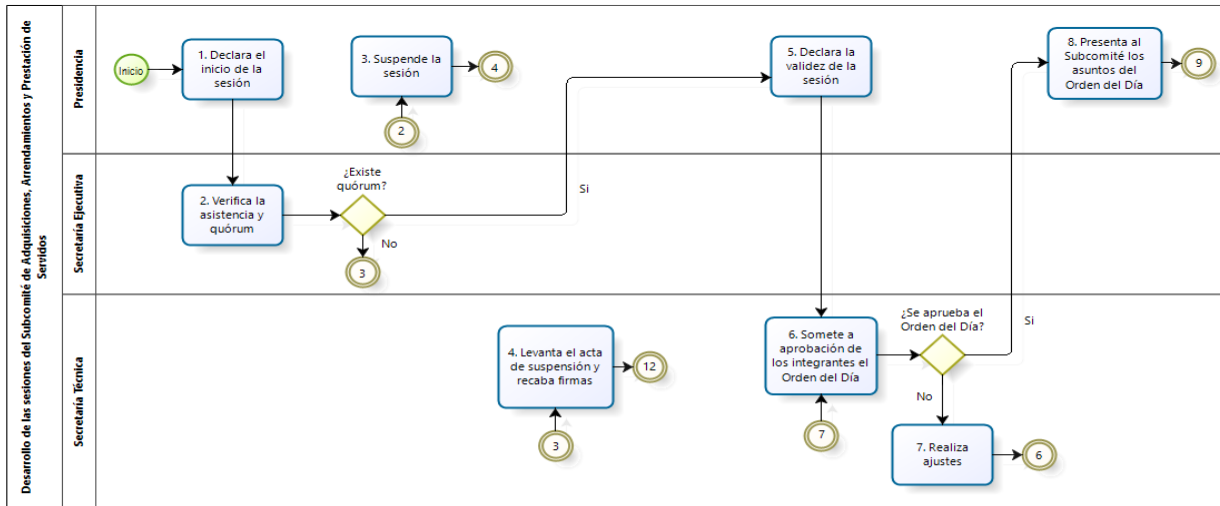 Desarrollo de las sesiones del Subcomité de Adquisiciones, Arrendamientos y Prestación de
Servidos
Presidencia
Inicio
1. Declara el
inicio de la
sesión
3. Suspende la
sesión
4
2
5. Declara la
validez de la
sesión
8. Presenta al
Subcomité los
asuntos del
Orden del Día
9
Secretaría Ejecutiva
2. Verifica la
asistencia y
quórum
¿Existe
quórum?
Si
No
3
Secretaría Técnica
4. Levanta el acta
de suspensión y
recaba firmas
12
3
6. Somete a
aprobación de
los integrantes el
Orden del Día
7
¿Se aprueba el
Orden del Día?
Si
No
7. Realiza
ajustes
6